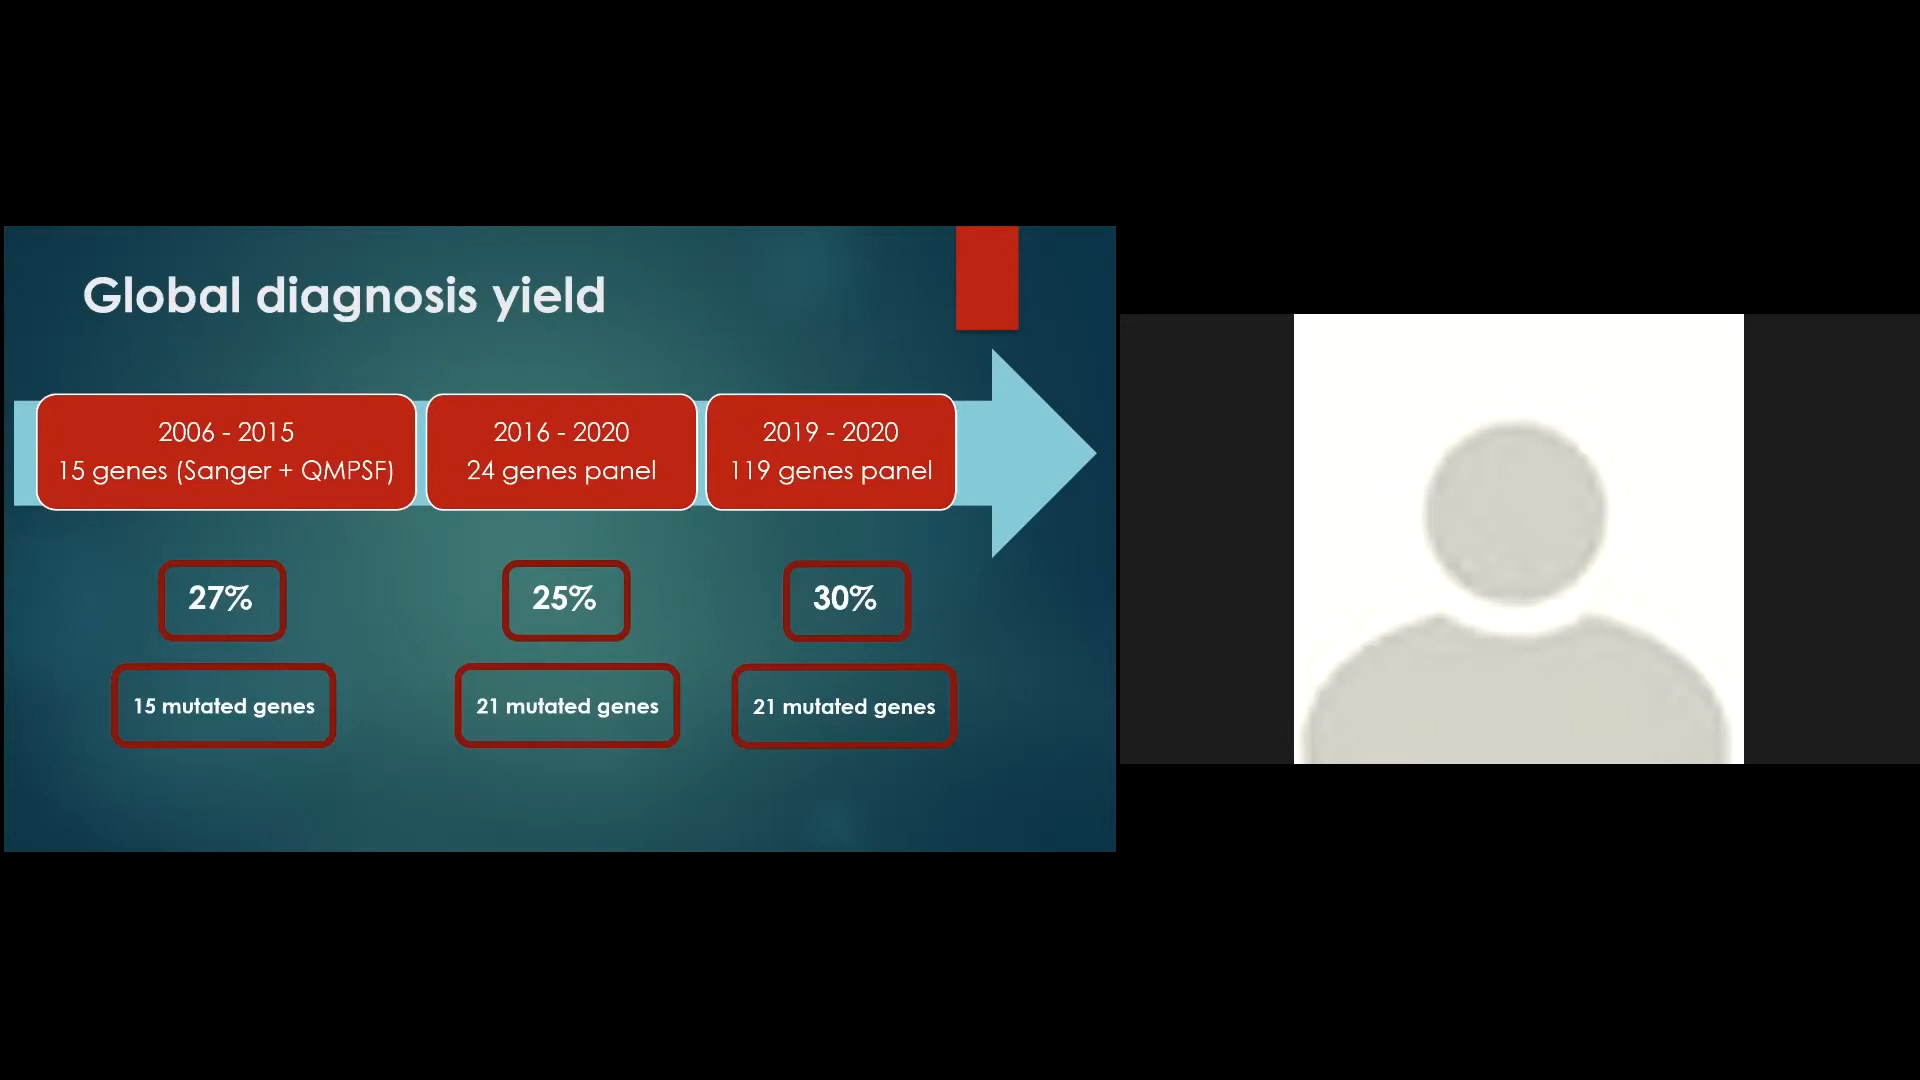 Global diagnosis yield
2006 - 2015
15 genes (Sanger + QMPSF)
2016 - 2020
24 genes panel
2019 - 2020
119 genes panel
27%
25%
30%
15 mutated genes
21 mutated genes
21 mutated genes